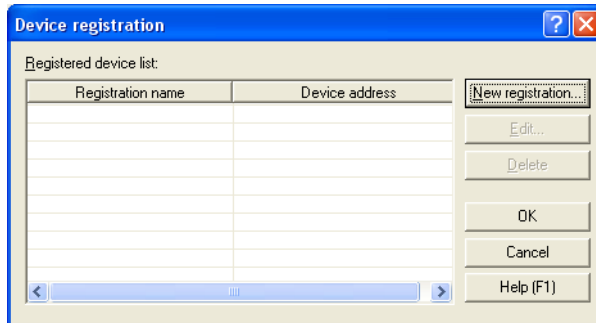 Device registration
Registered device list:
Registration name Device address
New registration...
Edit...
Delete
OK
Cancel
Help (F1)